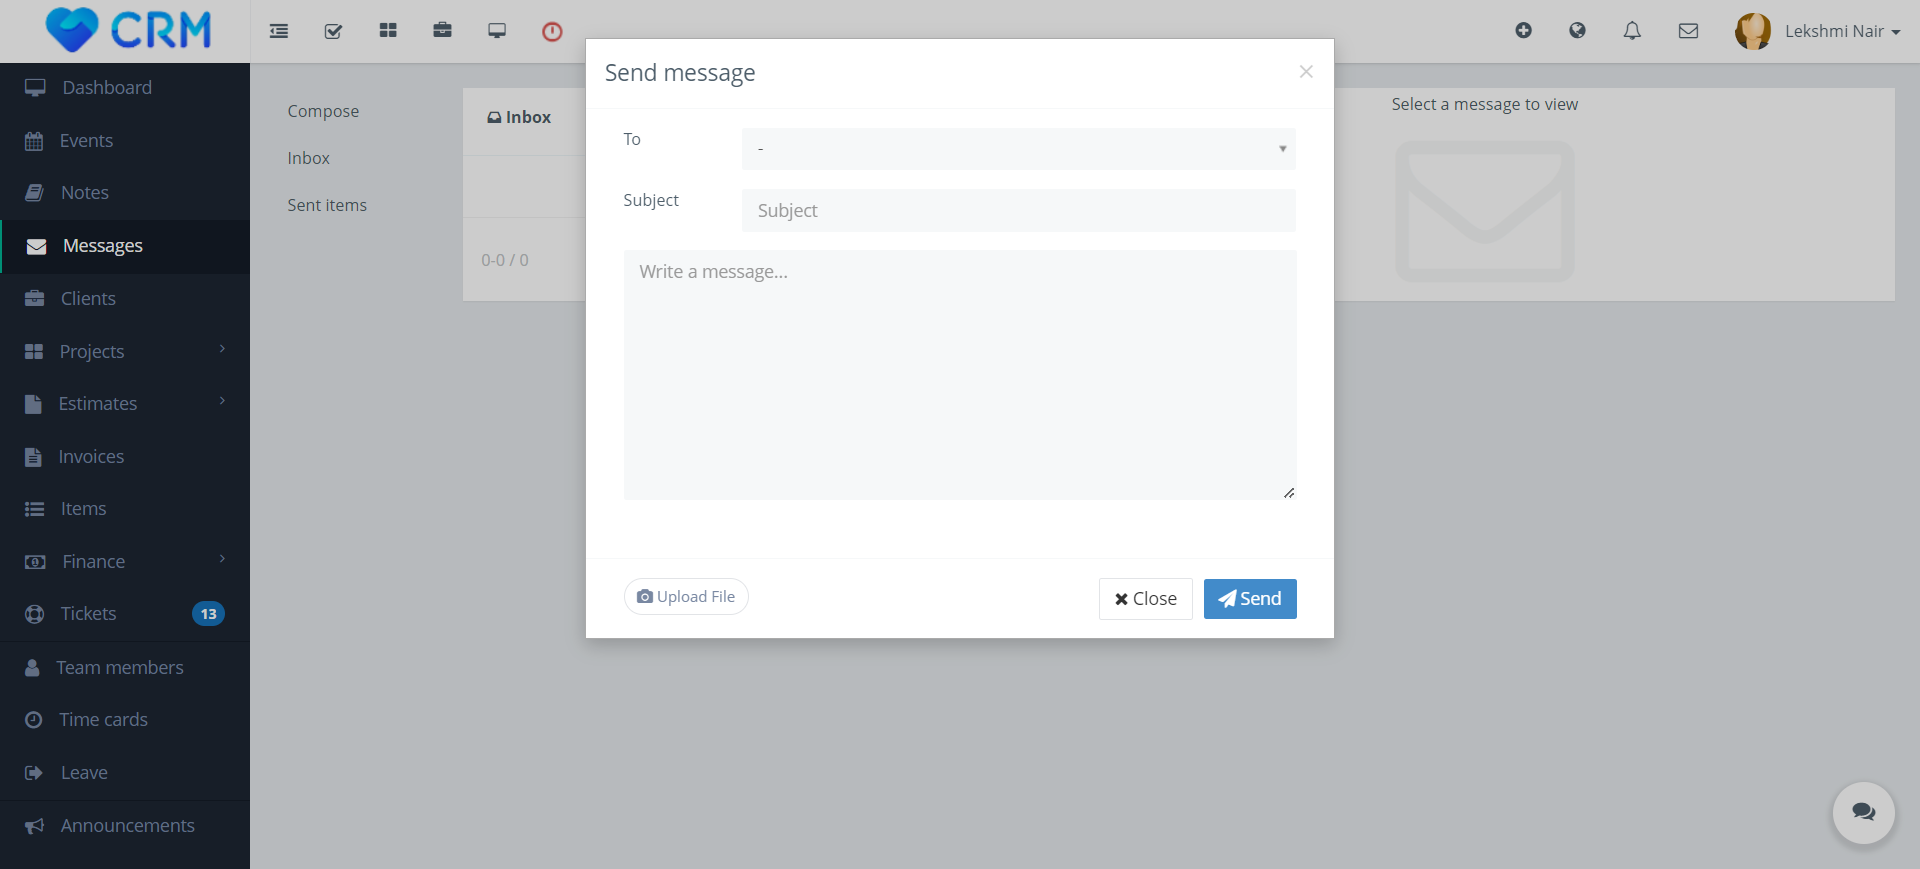 CRM
Lekshmi Nair
Dashboard
Events
Notes
Messages
Clients
Projects
Estimates
Invoices
Items
Finance
Tickets 13
Team members
Time cards
Leave
Announcements
Compose
Inbox
Sent items
Inbox
0-0 / 0
Select a message to view
Send message
×
To
-
Subject
Subject
Write a message...
Upload File
Close
Send